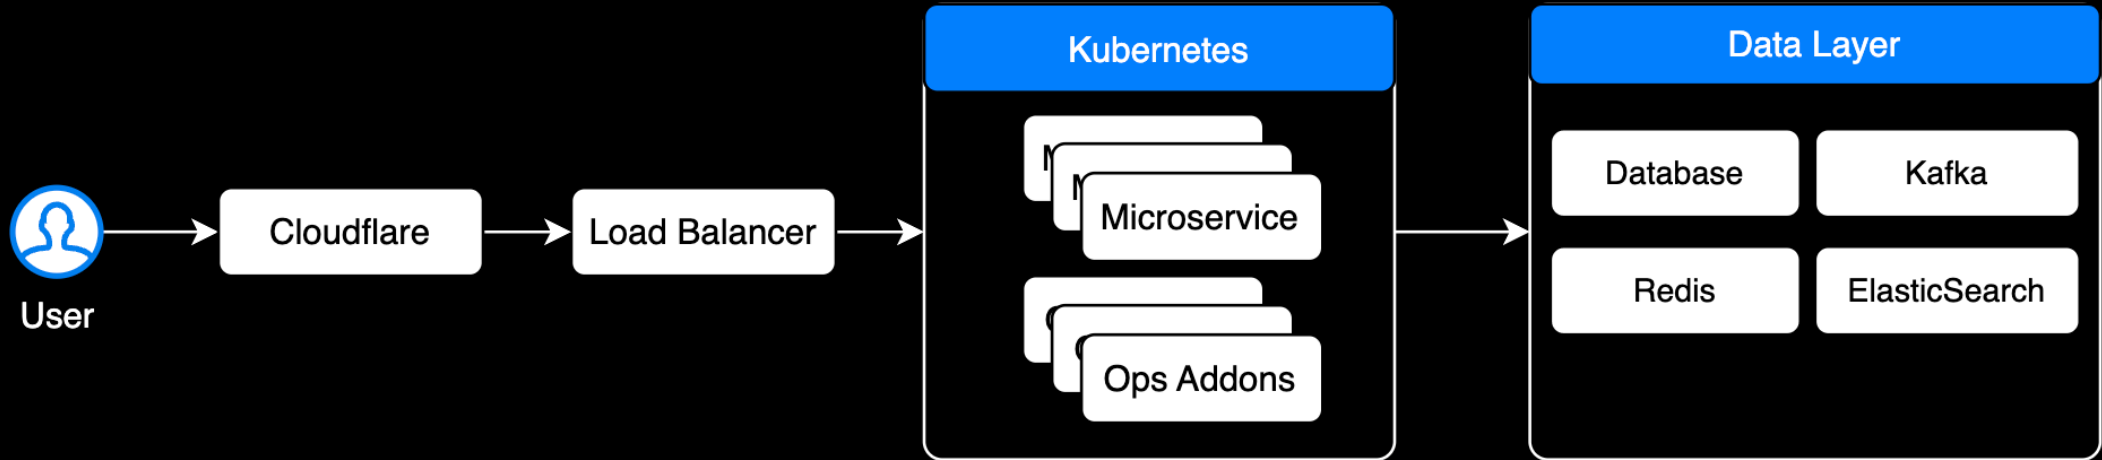 User
Cloudflare
Load Balancer
Kubernetes
Microservice
Ops Addons
Data Layer
Database
Kafka
Redis
ElasticSearch